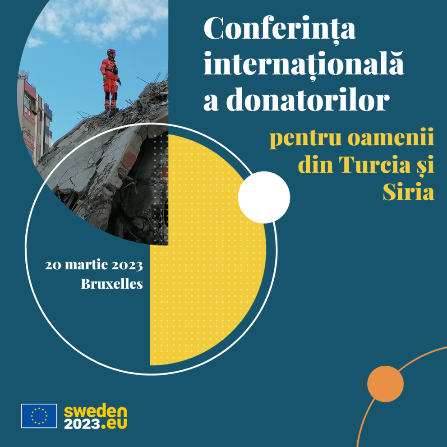 Conferința
internațională
a donatorilor
pentru oamenii
din Turcia și
Siria
20 martie 2023
Bruxelles
sweden
2023.eu